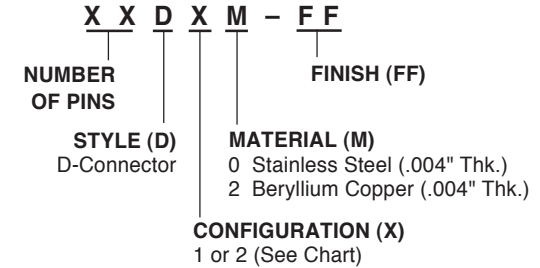 X X D X M – F F
NUMBER
OF PINS
FINISH (FF)
STYLE (D)
D-Connector
MATERIAL (M)
0 Stainless Steel (.004" Thk.)
2 Beryllium Copper (.004" Thk.)
CONFIGURATION (X)
1 or 2 (See Chart)